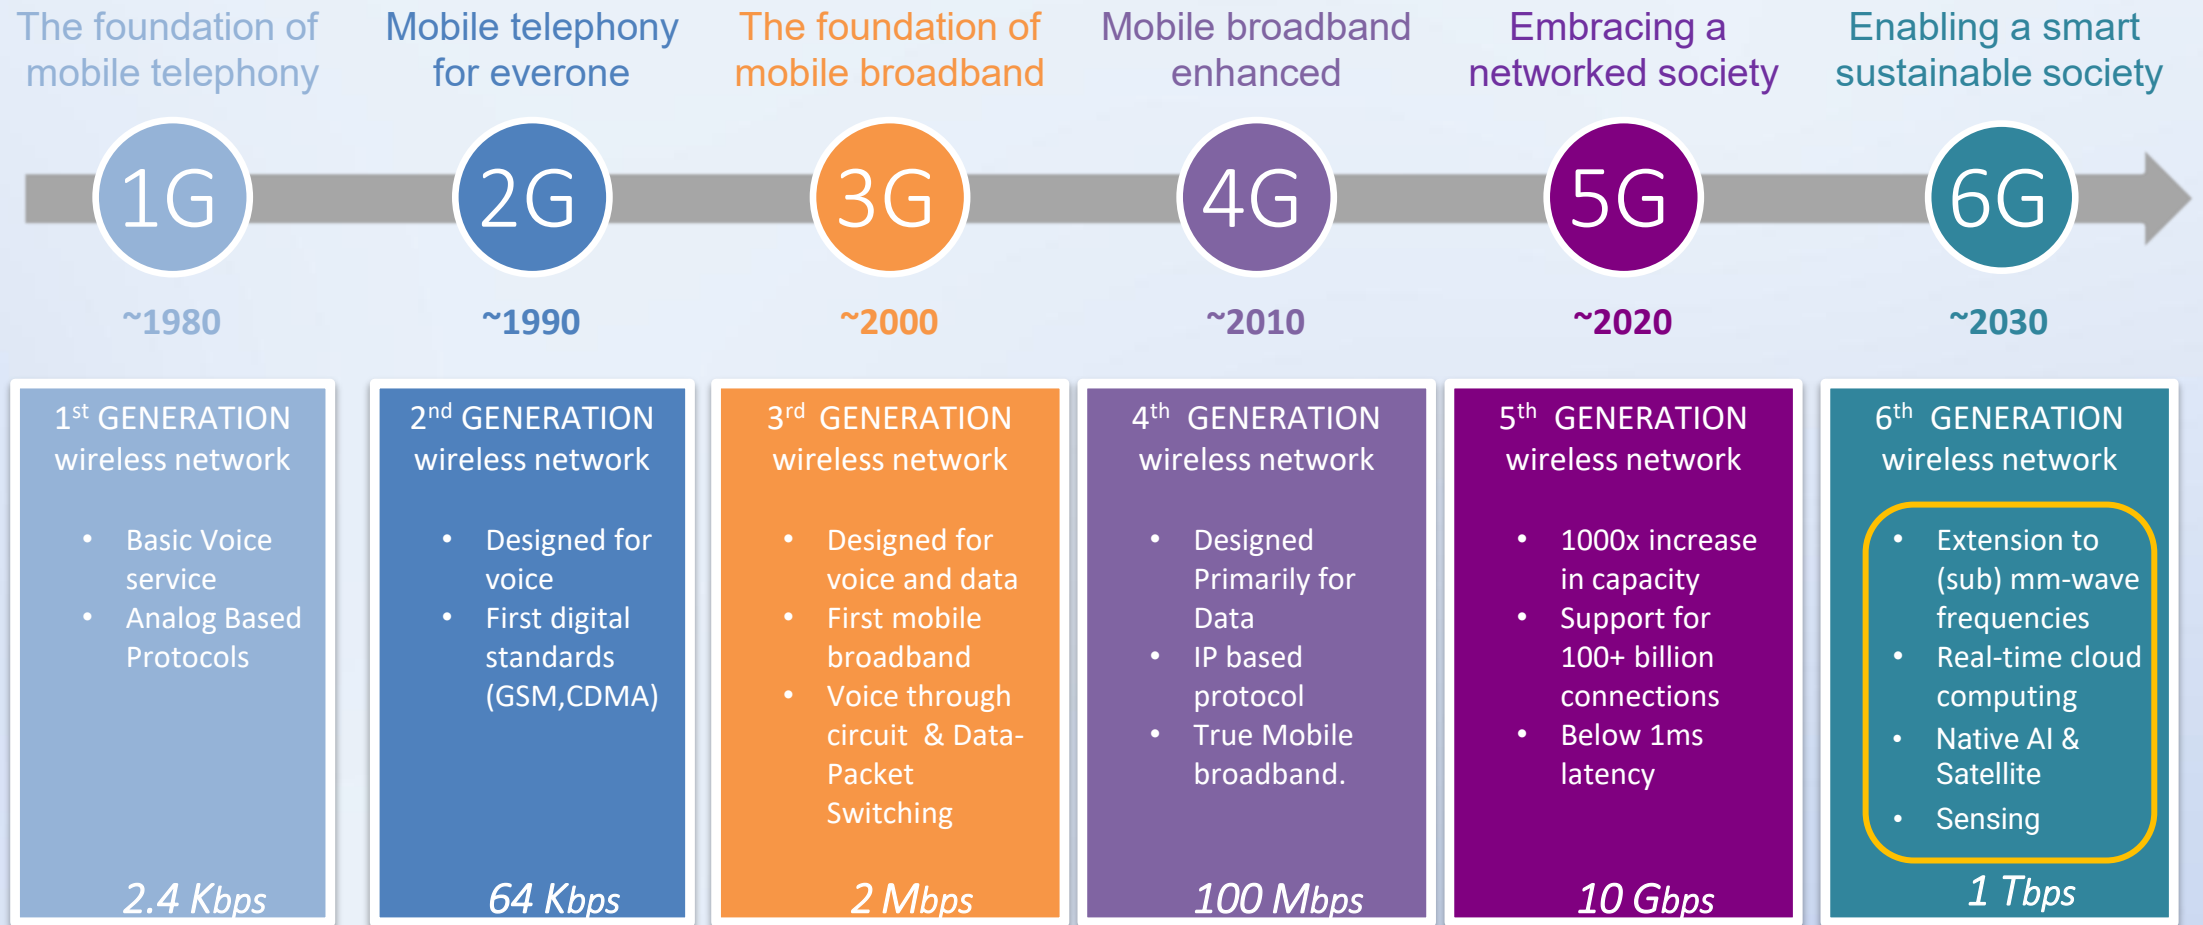 The foundation of
mobile telephony
Mobile telephony
for everone
The foundation of
mobile broadband
Mobile broadband
enhanced
Embracing a
networked society
Enabling a smart
sustainable society
1G
2G
3G
4G
5G
6G
~1980
~1990
~2000
~2010
~2020
~2030
1st GENERATION
wireless network
• Basic Voice
service
• Analog Based
Protocols
2.4 Kbps
2nd GENERATION
wireless network
• Designed for
voice
• First digital
standards
(GSM,CDMA)
64 Kbps
3rd GENERATION
wireless network
• Designed for
voice and data
• First mobile
broadband
• Voice through
circuit & Data-
Packet
Switching
2 Mbps
4th GENERATION
wireless network
• Designed
Primarily for
Data
• IP based
protocol
• True Mobile
broadband.
100 Mbps
5th GENERATION
wireless network
• 1000x increase
in capacity
• Support for
100+ billion
connections
• Below 1ms
latency
10 Gbps
6th GENERATION
wireless network
• Extension to
(sub) mm-wave
frequencies
• Real-time cloud
computing
• Native AI &
Satellite
• Sensing
1 Tbps